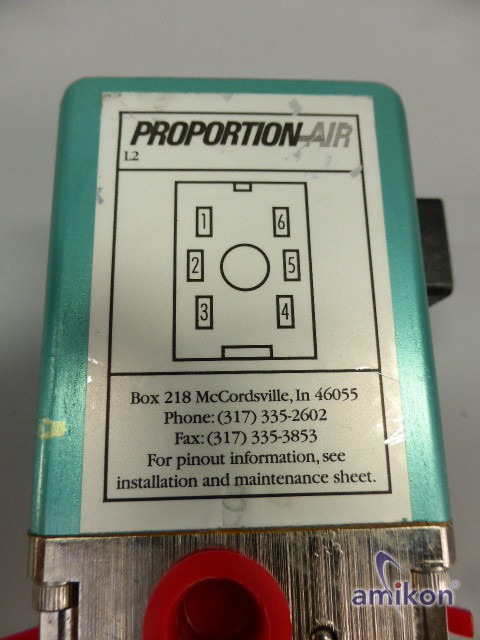 PROPORTION-AIR
L2
1 6
2 5
3 4
Box 218 McCordsville, In 46055
Phone: (317) 335-2602
Fax: (317) 335-3853
For pinout information, see
installation and maintenance sheet.
amikon®